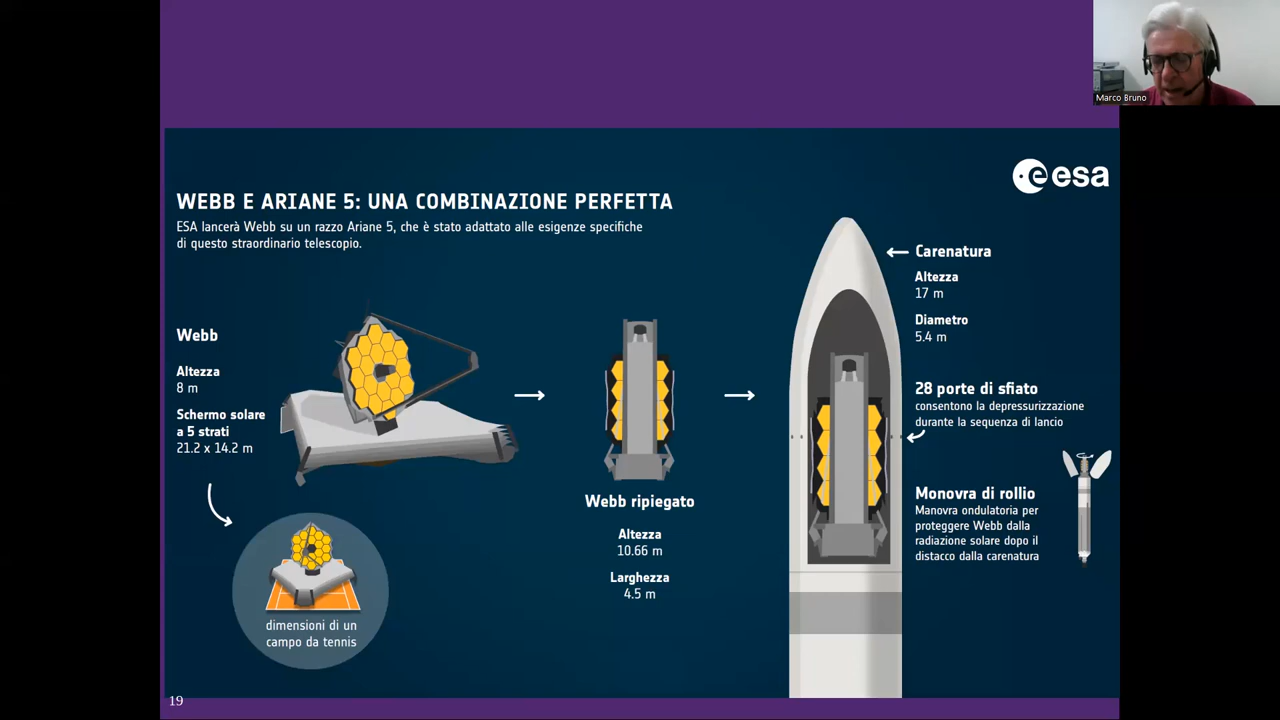 Marco Bruno
esa
WEBB E ARIANE 5: UNA COMBINAZIONE PERFETTA
ESA lancerà Webb su un razzo Ariane 5, che è stato adattato alle esigenze specifiche
di questo straordinario telescopio.
Webb
Altezza
8 m
Schermo solare
a 5 strati
21.2 x 14.2 m
dimensioni di un
campo da tennis
Webb ripiegato
Altezza
10.66 m
Larghezza
4.5 m
Carenatura
Altezza
17 m
Diametro
5.4 m
28 porte di sfiato
consentono la depressurizzazione
durante la sequenza di lancio
Monovra di rollio
Manovra ondulatoria per
proteggere Webb dalla
radiazione solare dopo il
distacco dalla carenatura
19